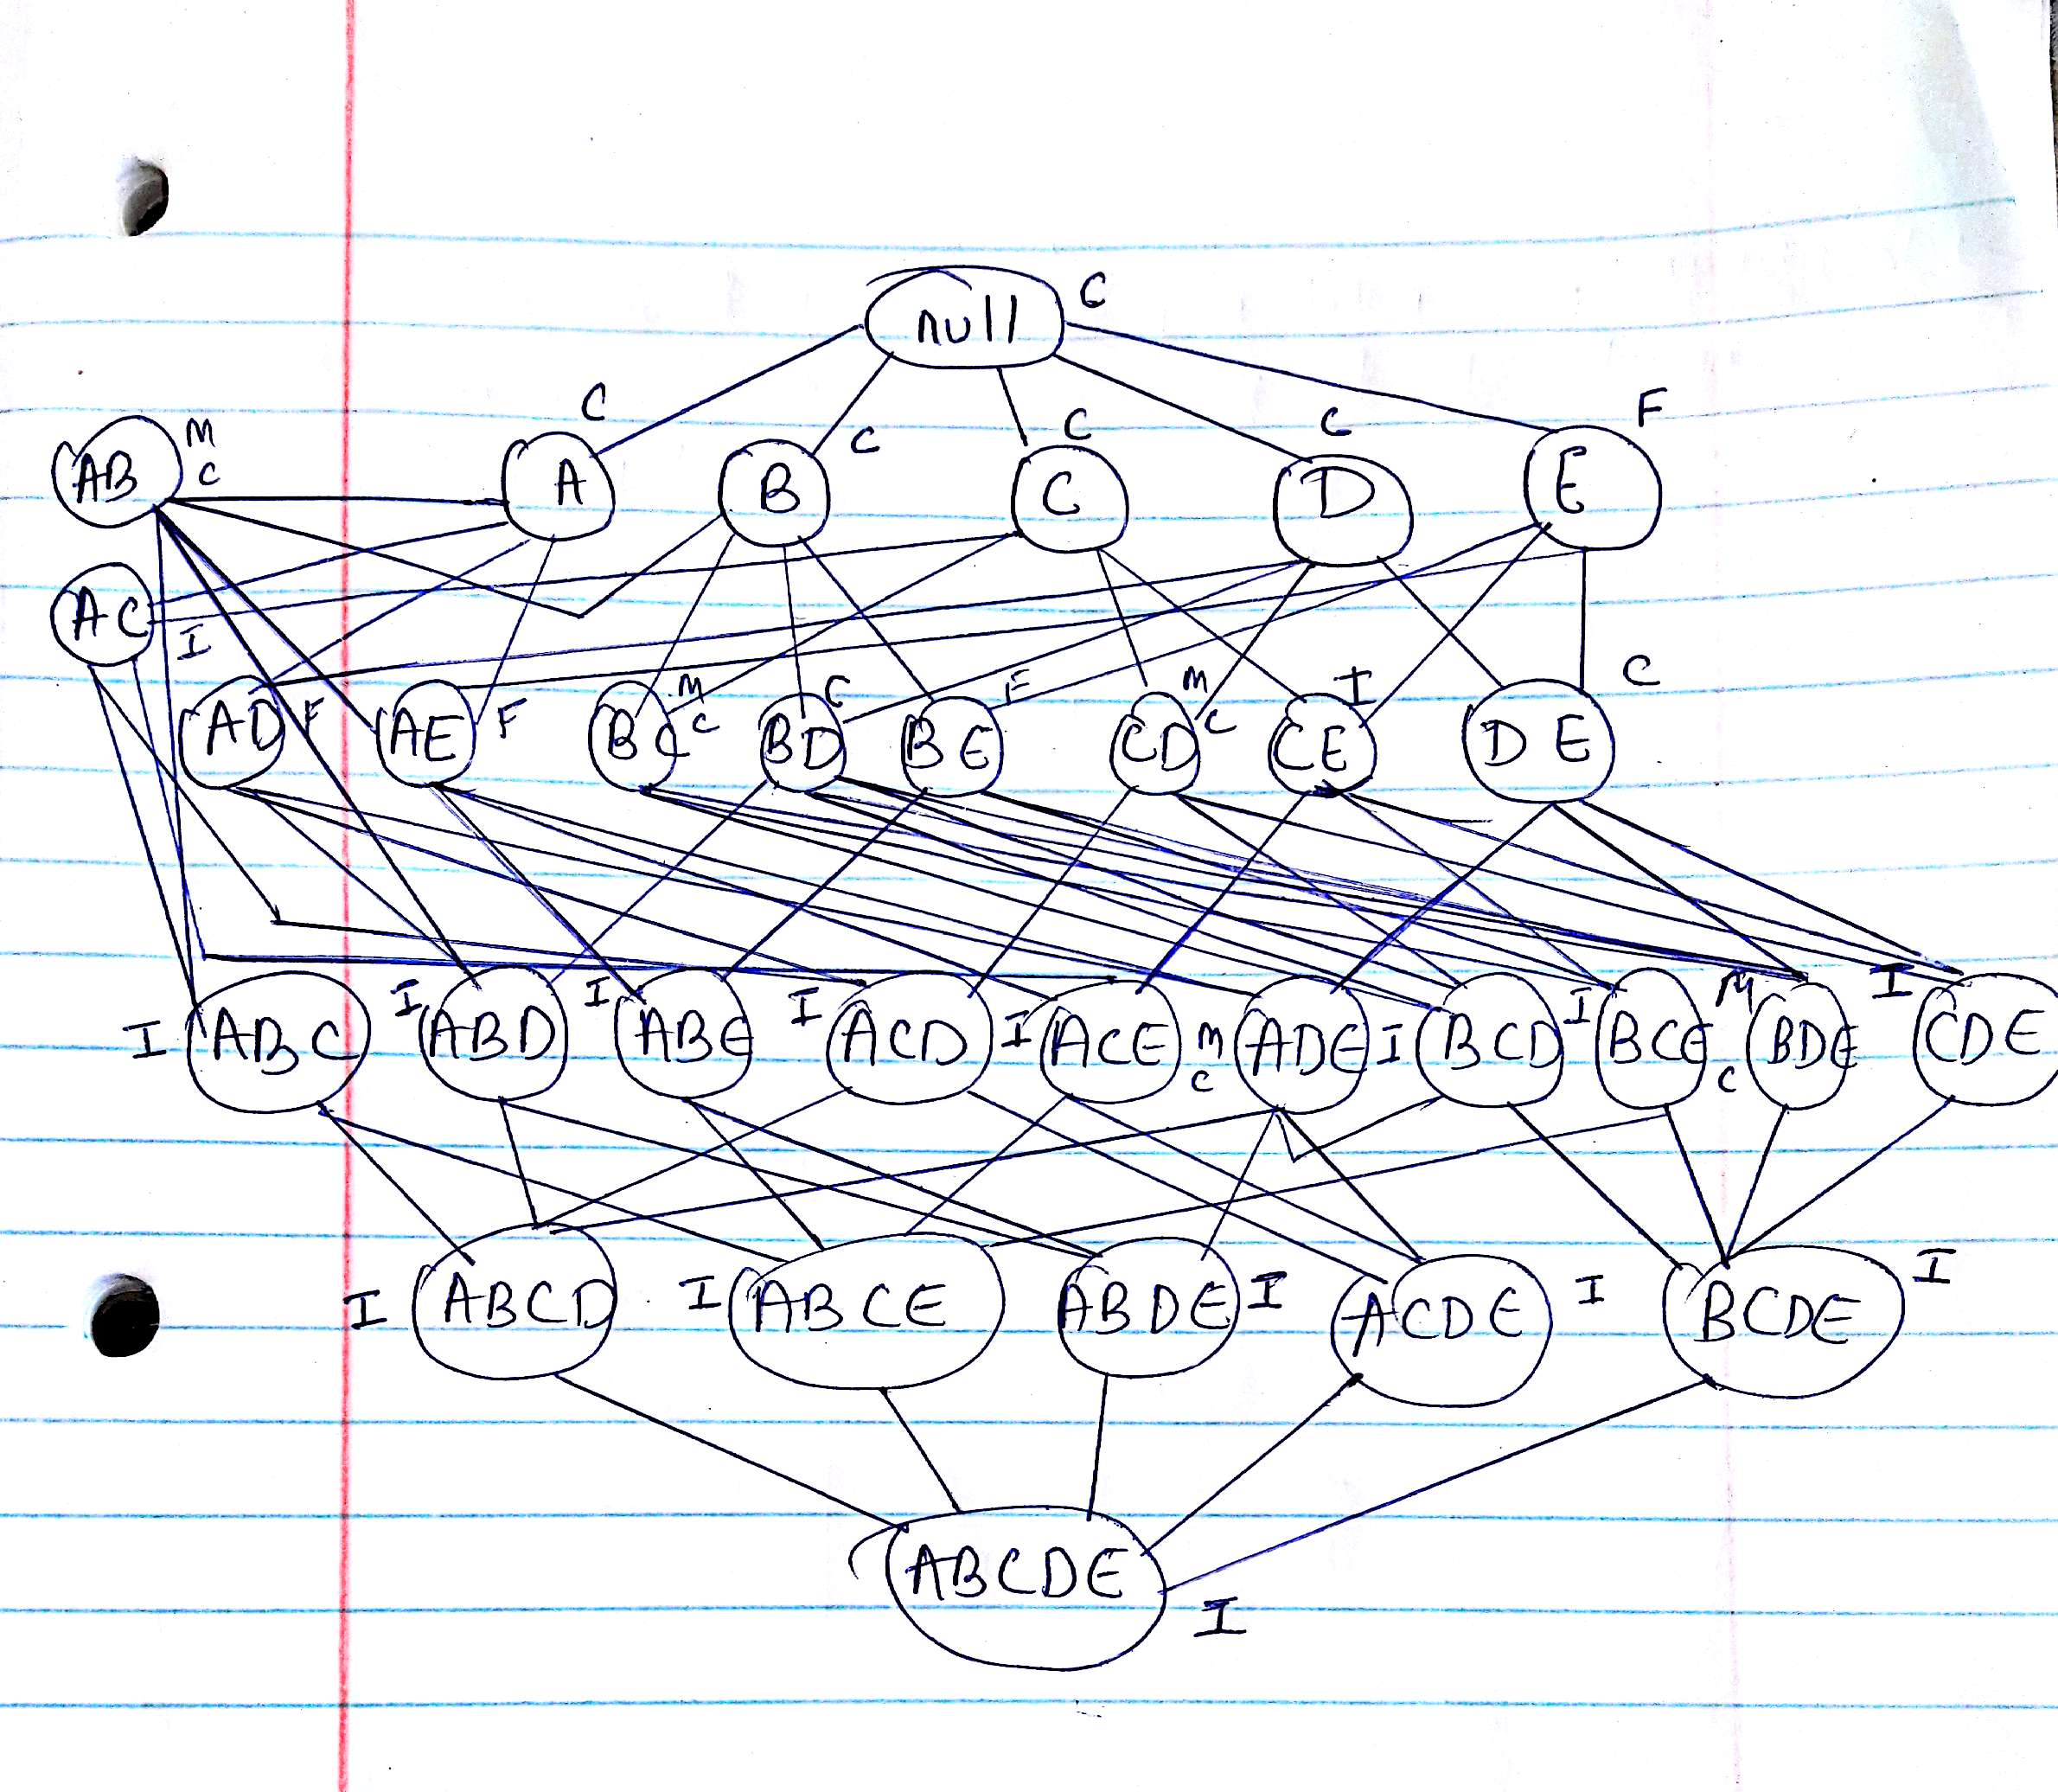 null C
AB M C A C B C C C D C E F
AC I
AD F AE F BC M C BD C BE F CD M C CE I DE C
I ABC I ABD I ABE I ACD I ACE M C ADE I BCD I BCE M C BDE I CDE
I ABCD I ABCE ABDE I ACDE I BCDE I
ABCDE I